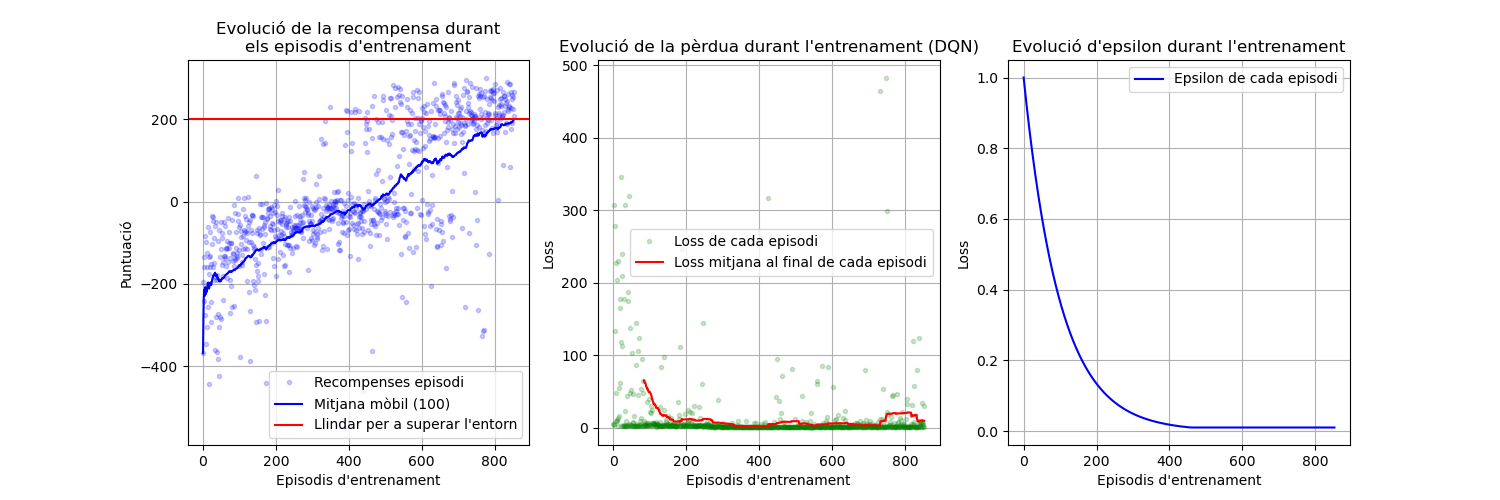 Evolució de la recompensa durant
els episodis d'entrenament
Puntuació
200
0
−200
−400
Recompenses episodi
Mitjana mòbil (100)
Llindar per a superar l'entorn
0
200
400
600
800
Episodis d'entrenament
Evolució de la pèrdua durant l'entrenament (DQN)
Loss
500
400
300
200
100
0
Loss de cada episodi
Loss mitjana al final de cada episodi
0
200
400
600
800
Episodis d'entrenament
Evolució d'epsilon durant l'entrenament
Loss
1.0
0.8
0.6
0.4
0.2
0.0
Epsilon de cada episodi
0
200
400
600
800
Episodis d'entrenament